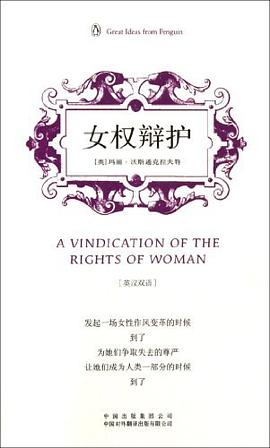 Great Ideas from Penguin
女权辩护
[英]玛丽·沃斯通克拉夫特
A VINDICATION OF THE
RIGHTS OF WOMAN
[英汉双语]
发起一场女性作风变革的时候
到了
为她们争取失去的尊严
让她们成为人类一部分的时候
到了
中国出版集团公司
中国对外翻译出版有限公司